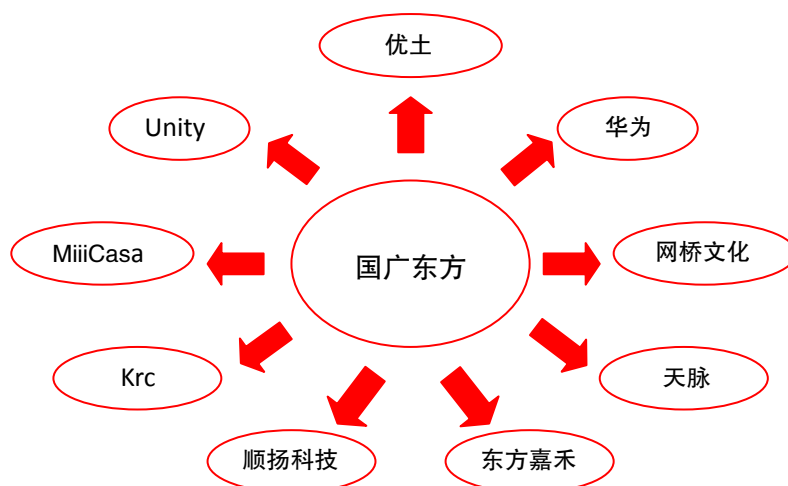 优土
Unity
华为
MiiiCasa
国广东方
网桥文化
Krc
天脉
顺扬科技
东方嘉禾